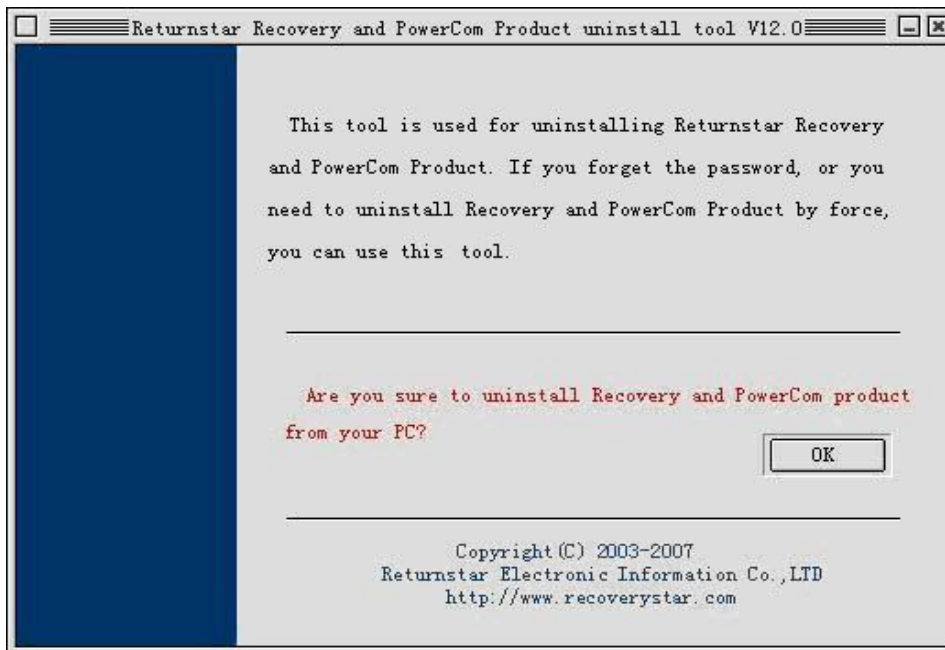 Returnstar Recovery and PowerCom Product uninstall tool V12.0
This tool is used for uninstalling Returnstar Recovery
and PowerCom Product. If you forget the password, or you
need to uninstall Recovery and PowerCom Product by force,
you can use this tool.
Are you sure to uninstall Recovery and PowerCom product
from your PC?
OK
Copyright(C) 2003-2007
Returnstar Electronic Information Co.,LTD
http://www.recoverystar.com